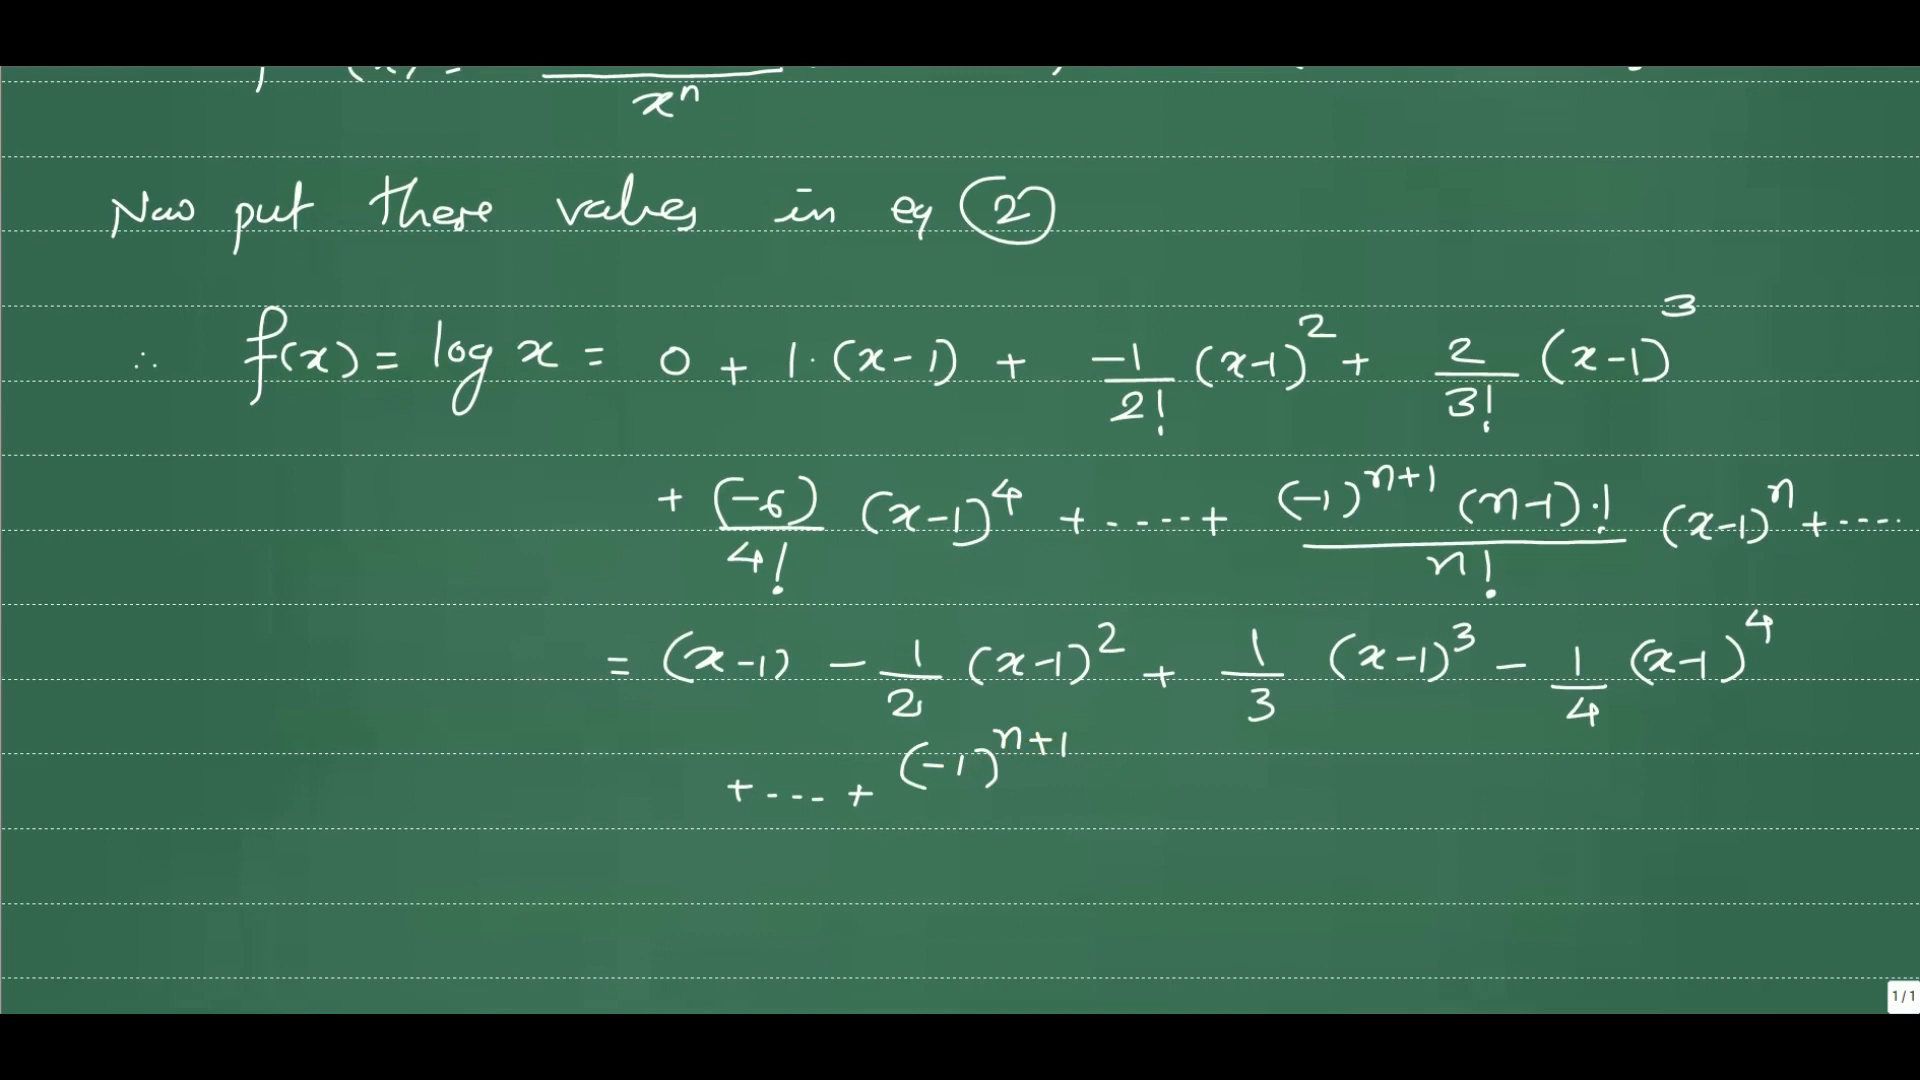 xⁿ
Now put these values in eq ②
∴ f(x) = log x = 0 + 1·(x-1) + -1/2! (x-1)² + 2/3! (x-1)³
+ (-6)/4! (x-1)⁴ + ..... + (-1)ⁿ⁺¹ (n-1)·!/n! (x-1)ⁿ + ....
= (x-1) - 1/2 (x-1)² + 1/3 (x-1)³ - 1/4 (x-1)⁴
+ .... + (-1)ⁿ⁺¹
1/1